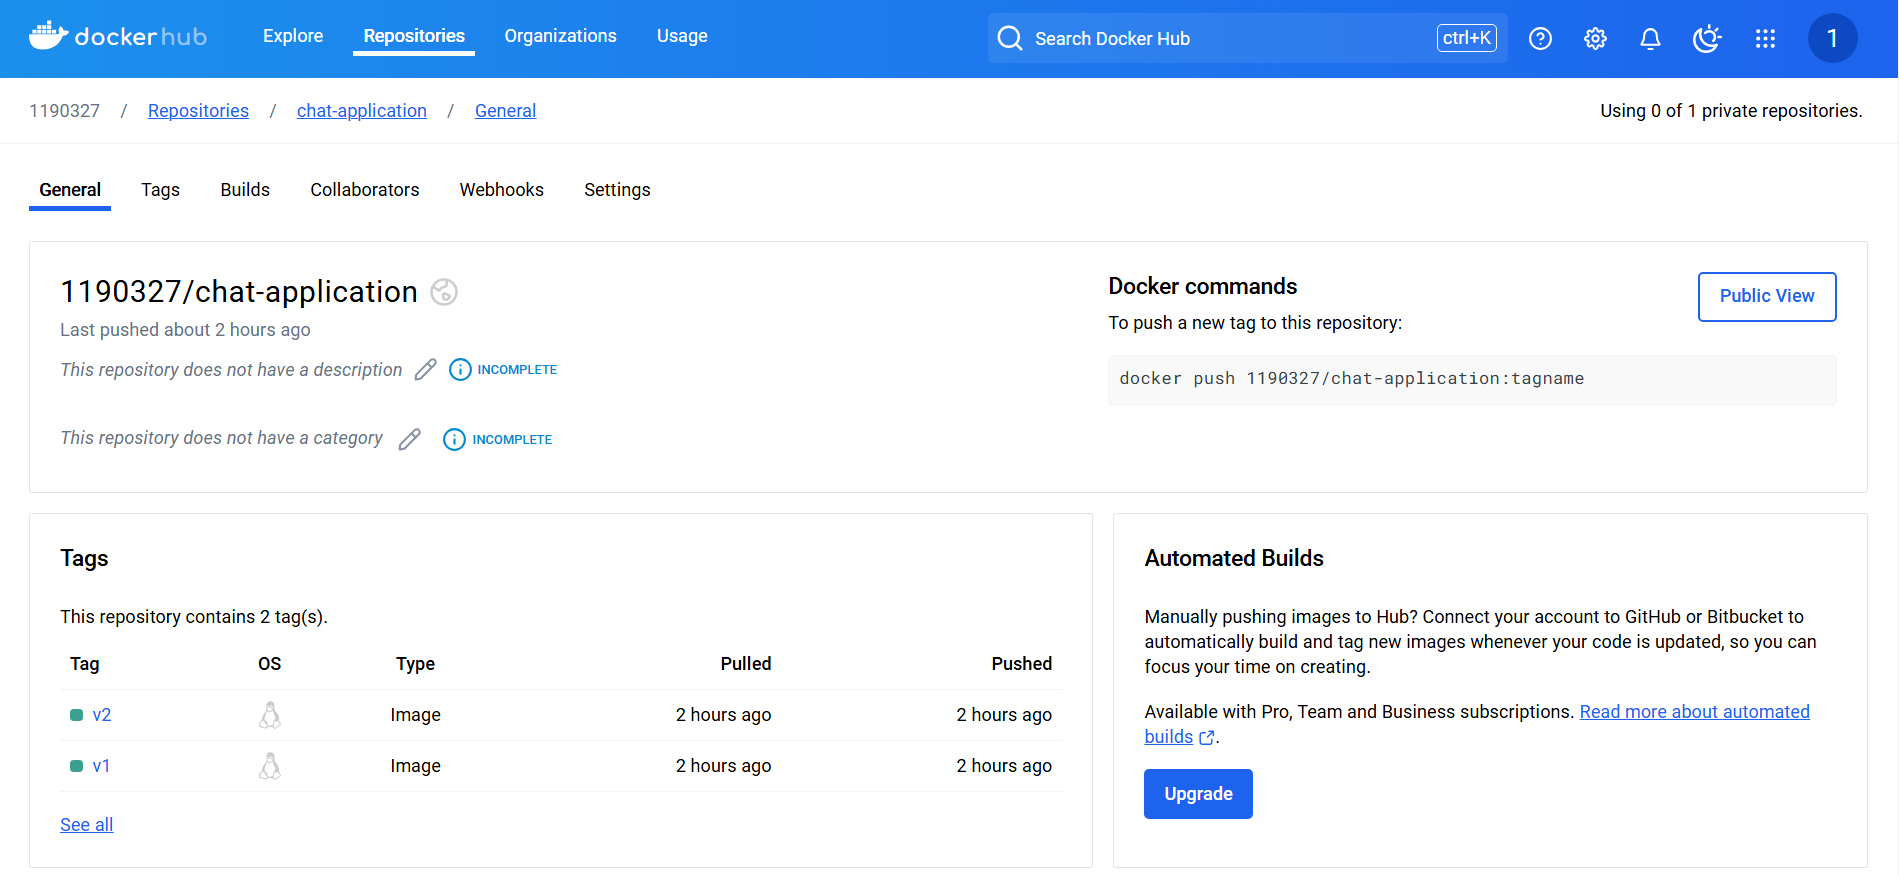 dockerhub
Explore
Repositories
Organizations
Usage
Search Docker Hub
ctrl+K
1
1190327 / Repositories / chat-application / General
Using 0 of 1 private repositories.
General
Tags
Builds
Collaborators
Webhooks
Settings
1190327/chat-application
Last pushed about 2 hours ago
This repository does not have a description
INCOMPLETE
This repository does not have a category
INCOMPLETE
Docker commands
Public View
To push a new tag to this repository:
docker push 1190327/chat-application:tagname
Tags
This repository contains 2 tag(s).
Tag OS Type Pulled Pushed
v2 Image 2 hours ago 2 hours ago
v1 Image 2 hours ago 2 hours ago
See all
Automated Builds
Manually pushing images to Hub? Connect your account to GitHub or Bitbucket to
automatically build and tag new images whenever your code is updated, so you can
focus your time on creating.
Available with Pro, Team and Business subscriptions. Read more about automated
builds.
Upgrade